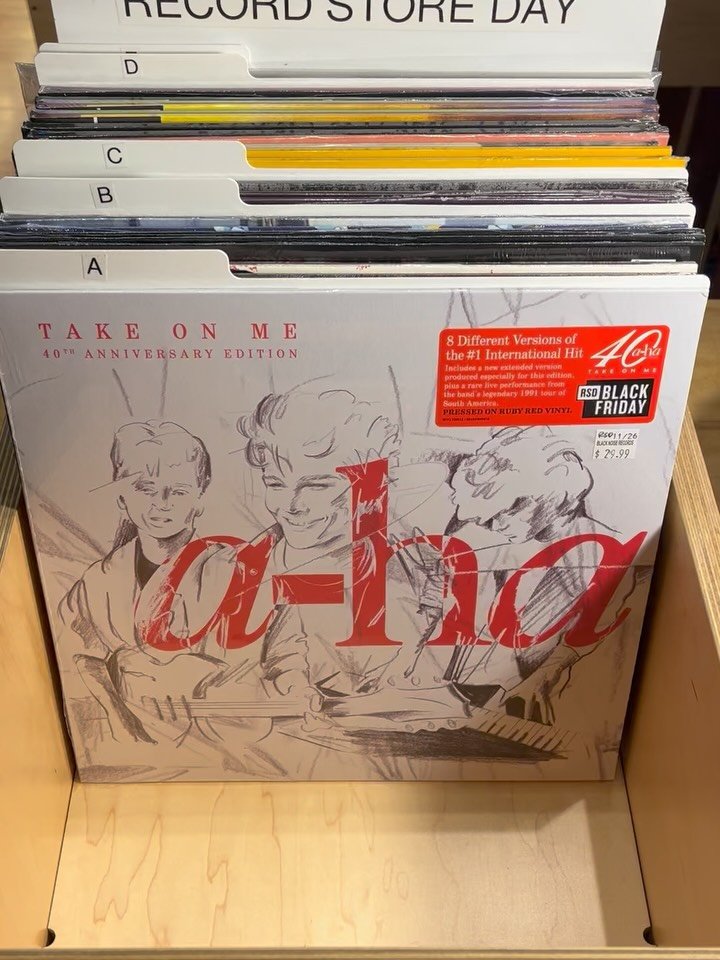 RECORD STORE DAY
D
C
B
A
TAKE ON ME
40TH ANNIVERSARY EDITION
8 Different Versions of
the #1 International Hit
Includes a new extended version
produced especially for this edition,
plus a rare live performance from
the band's legendary 1991 tour of
South America.
PRESSED ON RUBY RED VINYL
40 a-ha
TAKE ON ME
RSD BLACK
FRIDAY
RSD 11/26
BLACK NOISE RECORDS
$ 29.99
a-ha